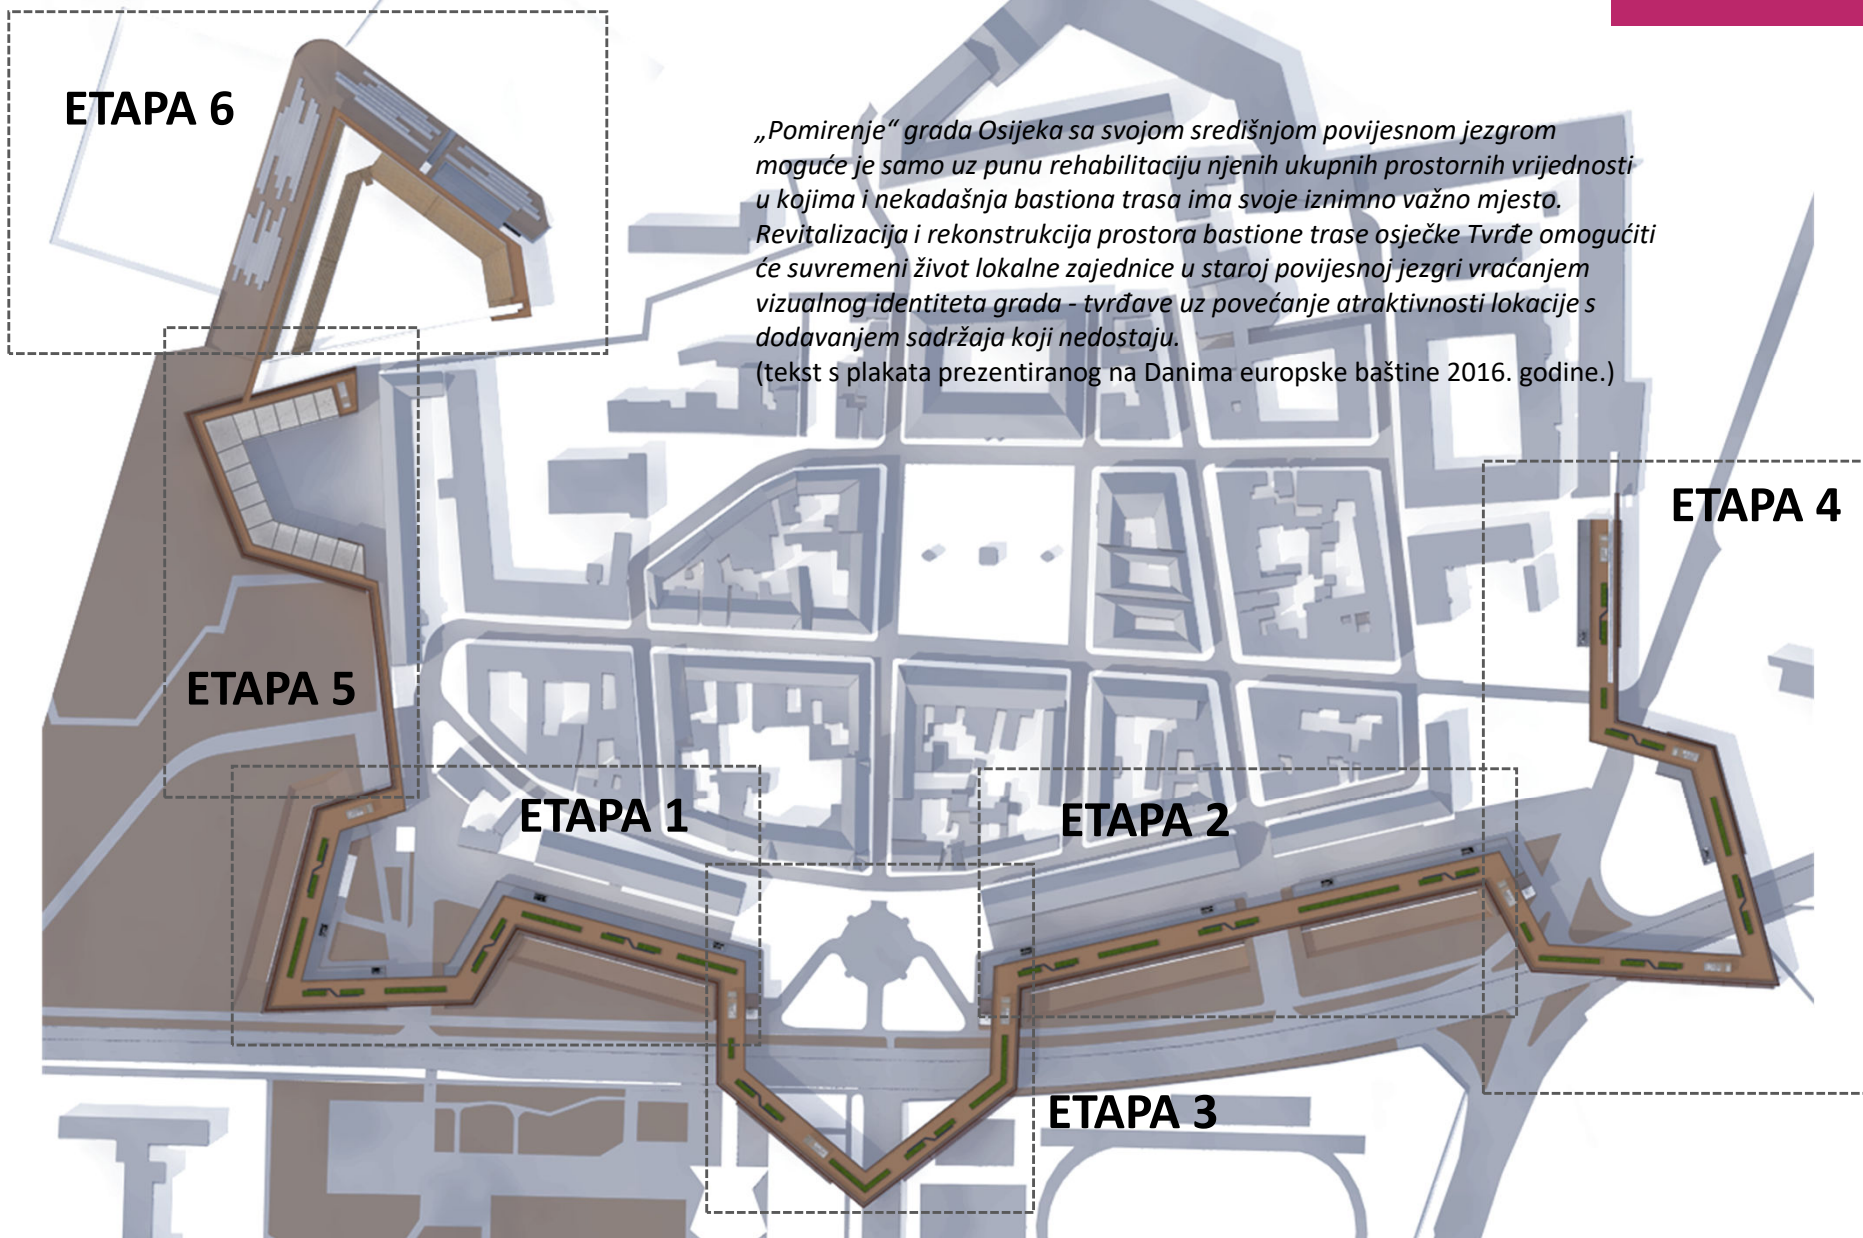 ETAPA 6
„Pomirenje“ grada Osijeka sa svojom središnjom povijesnom jezgrom
moguće je samo uz punu rehabilitaciju njenih ukupnih prostornih vrijednosti
u kojima i nekadašnja bastiona trasa ima svoje iznimno važno mjesto.
Revitalizacija i rekonstrukcija prostora bastione trase osječke Tvrđe omogućiti
će suvremeni život lokalne zajednice u staroj povijesnoj jezgri vraćanjem
vizualnog identiteta grada - tvrđave uz povećanje atraktivnosti lokacije s
dodavanjem sadržaja koji nedostaju.
(tekst s plakata prezentiranog na Danima europske baštine 2016. godine.)
ETAPA 4
ETAPA 5
ETAPA 1
ETAPA 2
ETAPA 3